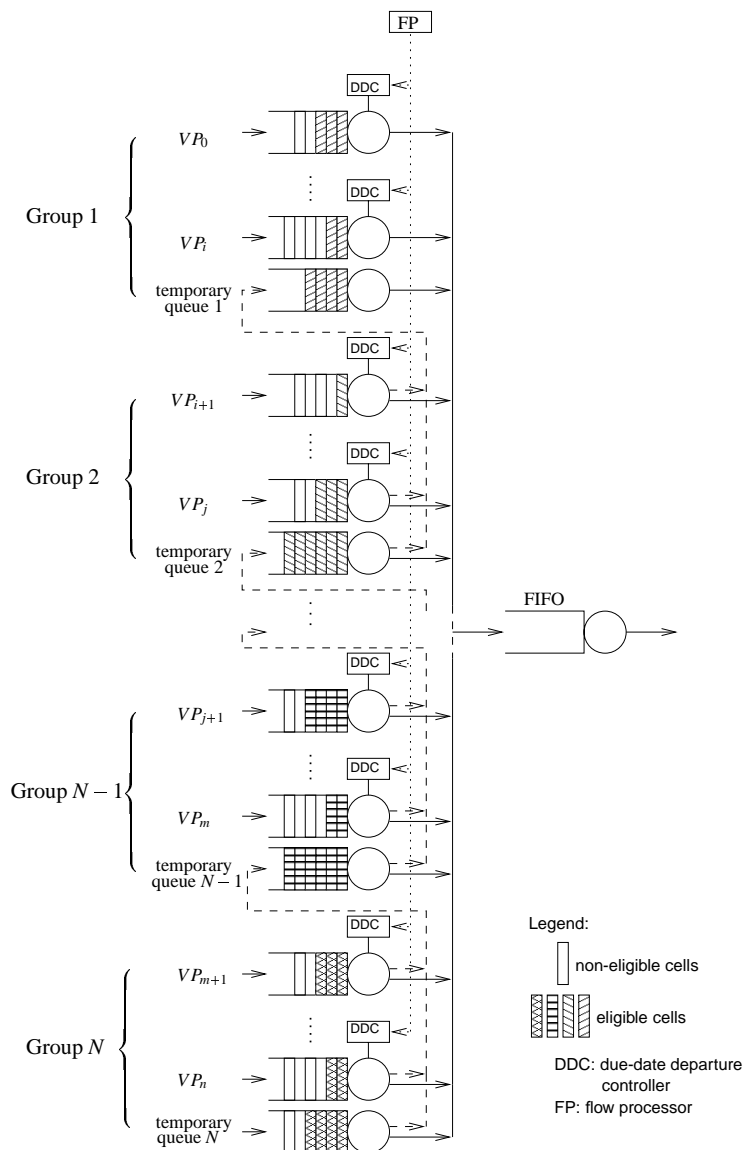 FP
DDC
VP0
⋮
DDC
Group 1
VPi
temporary
queue 1
DDC
VPi+1
⋮
DDC
Group 2
VPj
temporary
queue 2
FIFO
⋮
DDC
VPj+1
⋮
DDC
Group N − 1
VPm
temporary
queue N − 1
DDC
VPm+1
⋮
DDC
Group N
VPn
temporary
queue N
Legend:
non-eligible cells
eligible cells
DDC: due-date departure
controller
FP: flow processor